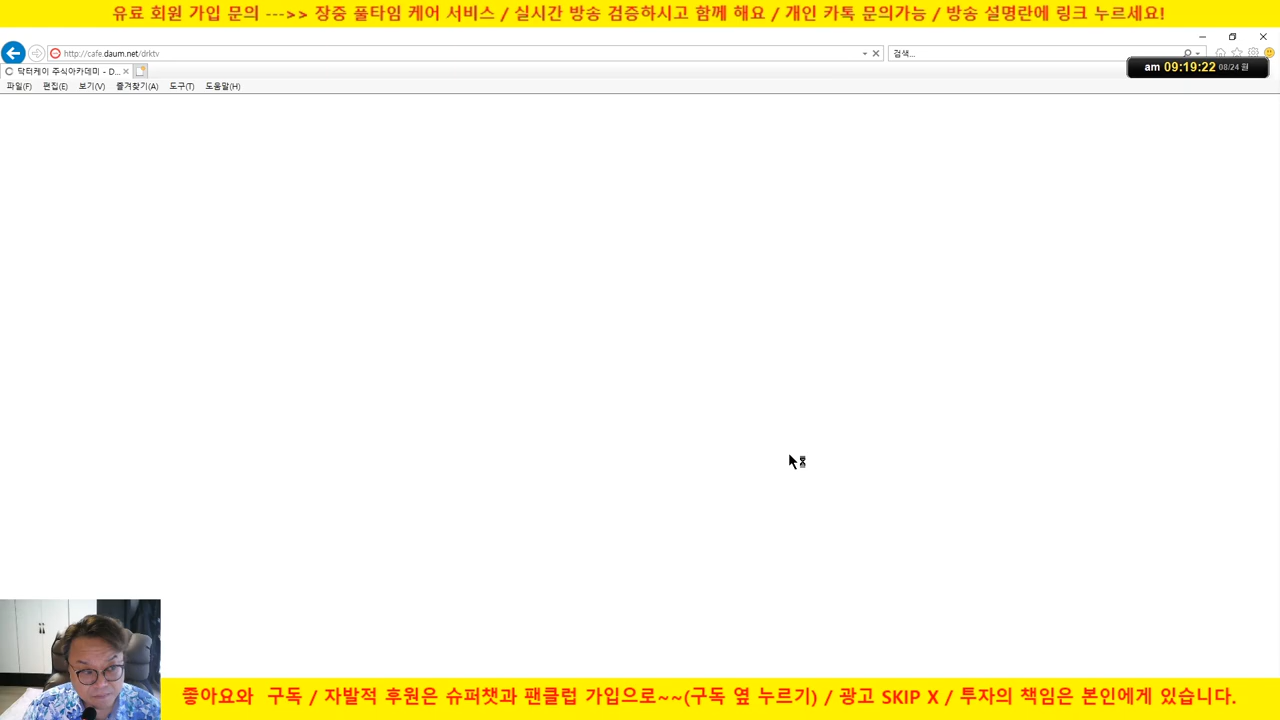 유료 회원 가입 문의 --->> 장중 풀타임 케어 서비스 / 실시간 방송 검증하시고 함께 해요 / 개인 카톡 문의가능 / 방송 설명란에 링크 누르세요!
http://cafe.daum.net/drktv
검색...
닥터케이 주식아카데미 - D...
am 09:19:22 08/24 월
파일(F) 편집(E) 보기(V) 즐겨찾기(A) 도구(T) 도움말(H)
좋아요와 구독 / 자발적 후원은 슈퍼챗과 팬클럽 가입으로~~(구독 옆 누르기) / 광고 SKIP X / 투자의 책임은 본인에게 있습니다.